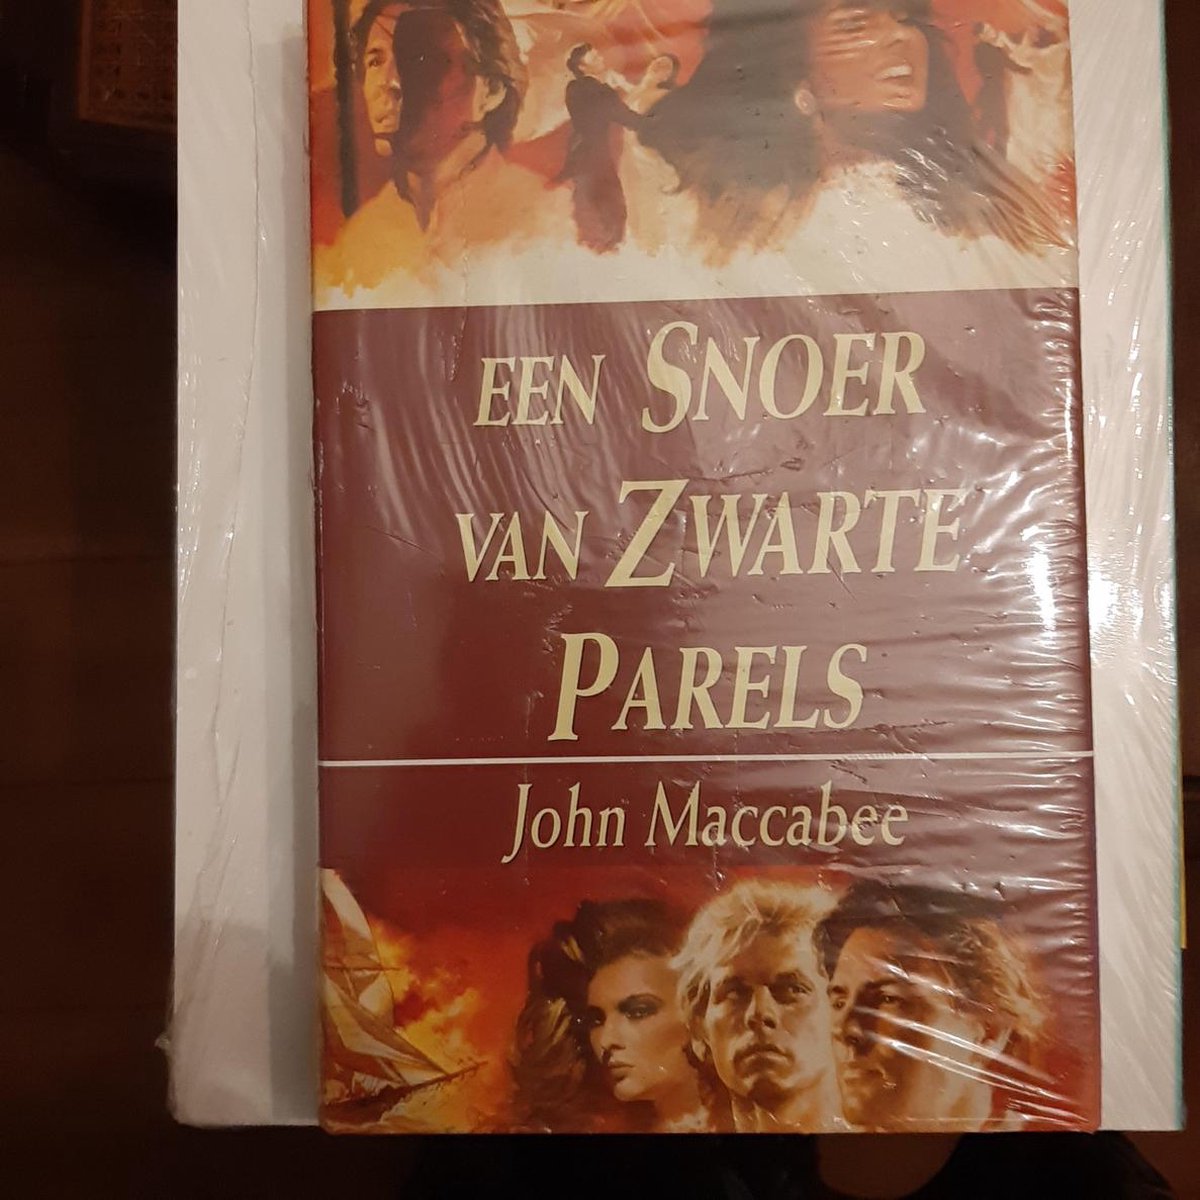 EEN SNOER
VAN ZWARTE
PARELS
John Maccabee